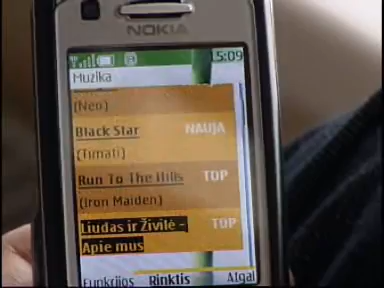 NOKIA
15:09
Muzika
(Neo)
Black Star NAUJA
(Timati)
Run To The Hills TOP
(Iron Maiden)
Liudas ir Živilė - TOP
Apie mus
Funkcijos Rinktis Atgal